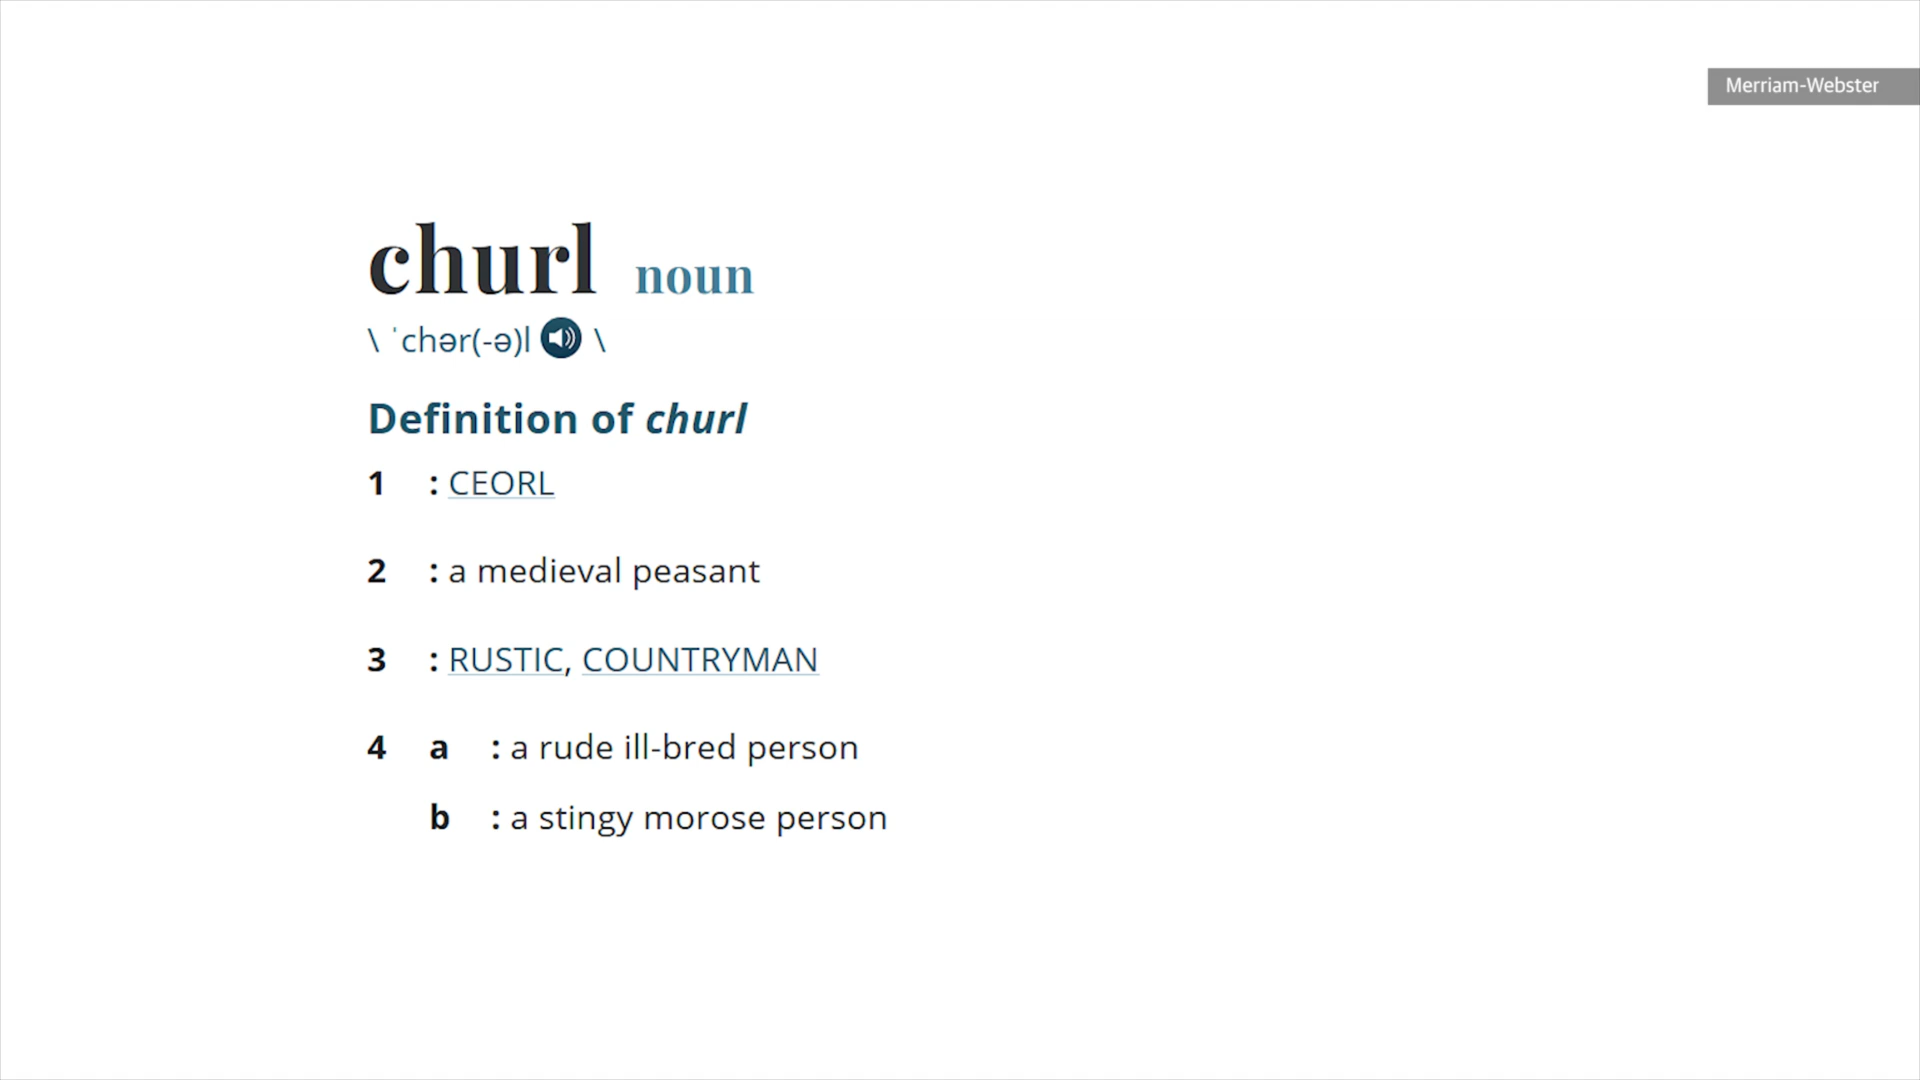 Merriam-Webster
churl noun
\ ˈchər(-ə)l \
Definition of churl
1 : CEORL
2 : a medieval peasant
3 : RUSTIC, COUNTRYMAN
4 a : a rude ill-bred person
b : a stingy morose person